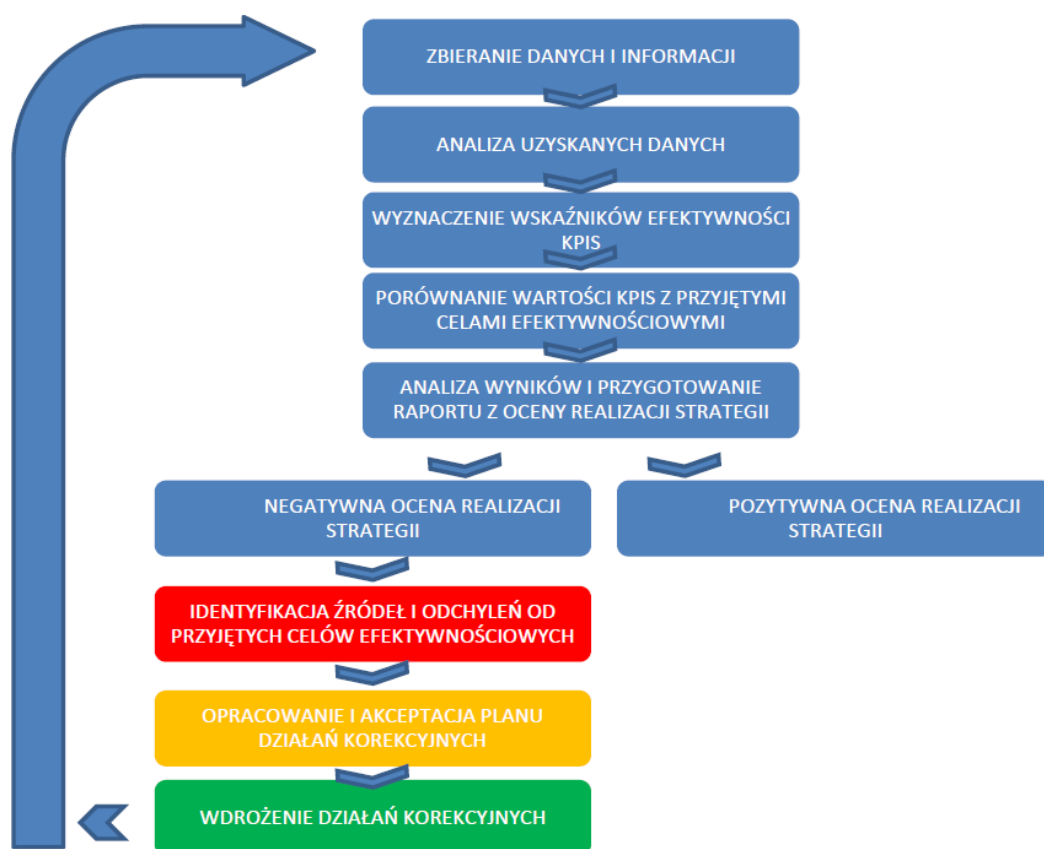 ZBIERANIE DANYCH I INFORMACJI
ANALIZA UZYSKANYCH DANYCH
WYZNACZENIE WSKAŹNIKÓW EFEKTYWNOŚCI
KPIS
PORÓWNANIE WARTOŚCI KPIS Z PRZYJĘTYMI
CELAMI EFEKTYWNOŚCIOWYMI
ANALIZA WYNIKÓW I PRZYGOTOWANIE
RAPORTU Z OCENY REALIZACJI STRATEGII
NEGATYWNA OCENA REALIZACJI
STRATEGII
POZYTYWNA OCENA REALIZACJI
STRATEGII
IDENTYFIKACJA ŹRÓDEŁ I ODCHYLEŃ OD
PRZYJĘTYCH CELÓW EFEKTYWNOŚCIOWYCH
OPRACOWANIE I AKCEPTACJA PLANU
DZIAŁAŃ KOREKCYJNYCH
WDROŻENIE DZIAŁAŃ KOREKCYJNYCH